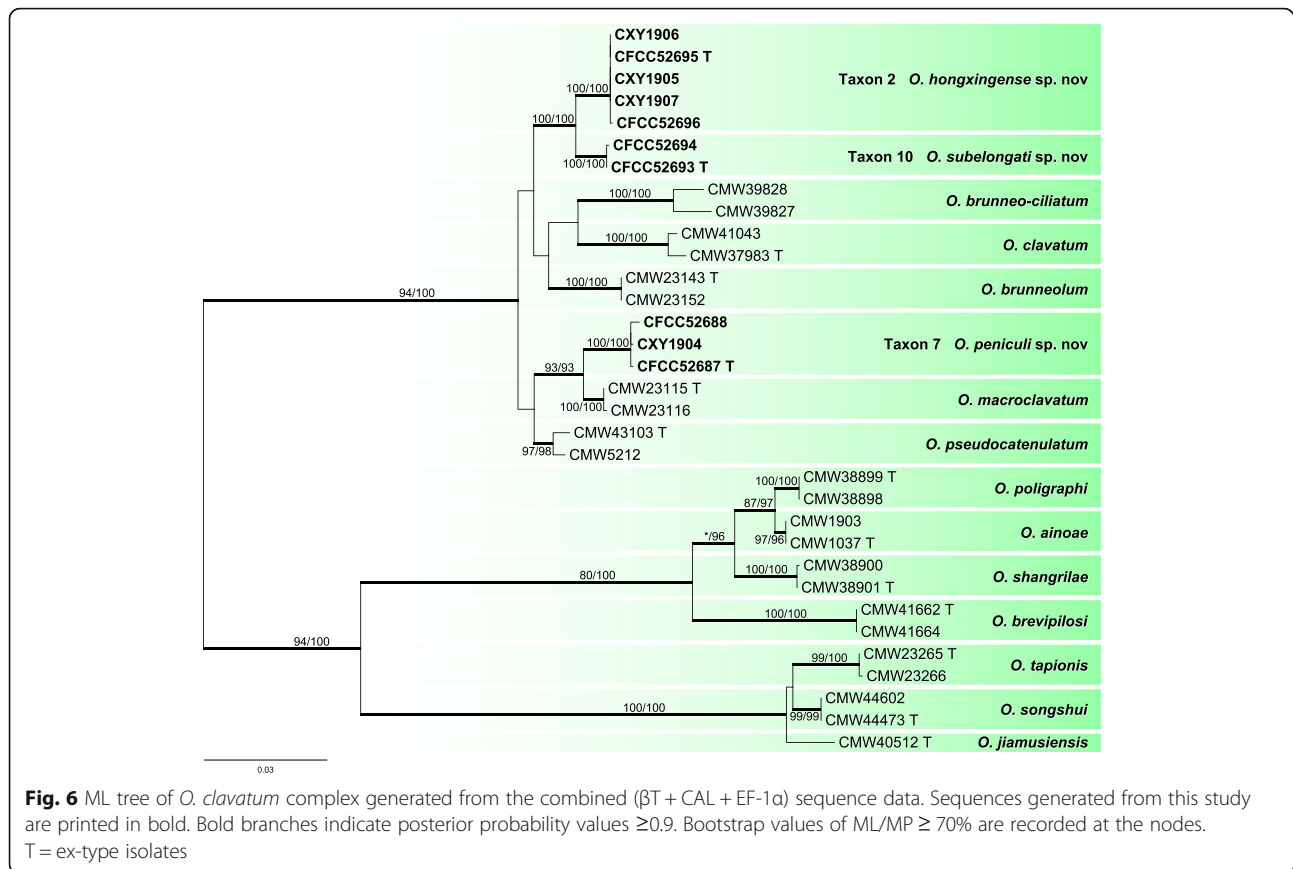 CXY1906
CFCC52695 T
CXY1905
CXY1907
CFCC52696
100/100
100/100
Taxon 2 O. hongxingense sp. nov
CFCC52694
CFCC52693 T
100/100
Taxon 10 O. subelongati sp. nov
CMW39828
CMW39827
100/100
O. brunneo-ciliatum
CMW41043
CMW37983 T
100/100
O. clavatum
CMW23143 T
CMW23152
100/100
O. brunneolum
94/100
CFCC52688
CXY1904
CFCC52687 T
100/100
Taxon 7 O. peniculi sp. nov
93/93
CMW23115 T
CMW23116
100/100
O. macroclavatum
CMW43103 T
CMW5212
97/98
O. pseudocatenulatum
CMW38899 T
CMW38898
100/100
O. poligraphi
87/97
CMW1903
CMW1037 T
97/96
O. ainoae
*/96
CMW38900
CMW38901 T
100/100
O. shangrilae
80/100
CMW41662 T
CMW41664
100/100
O. brevipilosi
94/100
CMW23265 T
CMW23266
99/100
O. tapionis
CMW44602
CMW44473 T
99/99
O. songshui
100/100
CMW40512 T
O. jiamusiensis
0.03
Fig. 6 ML tree of O. clavatum complex generated from the combined (βT + CAL + EF-1α) sequence data. Sequences generated from this study
are printed in bold. Bold branches indicate posterior probability values ≥0.9. Bootstrap values of ML/MP ≥ 70% are recorded at the nodes.
T = ex-type isolates